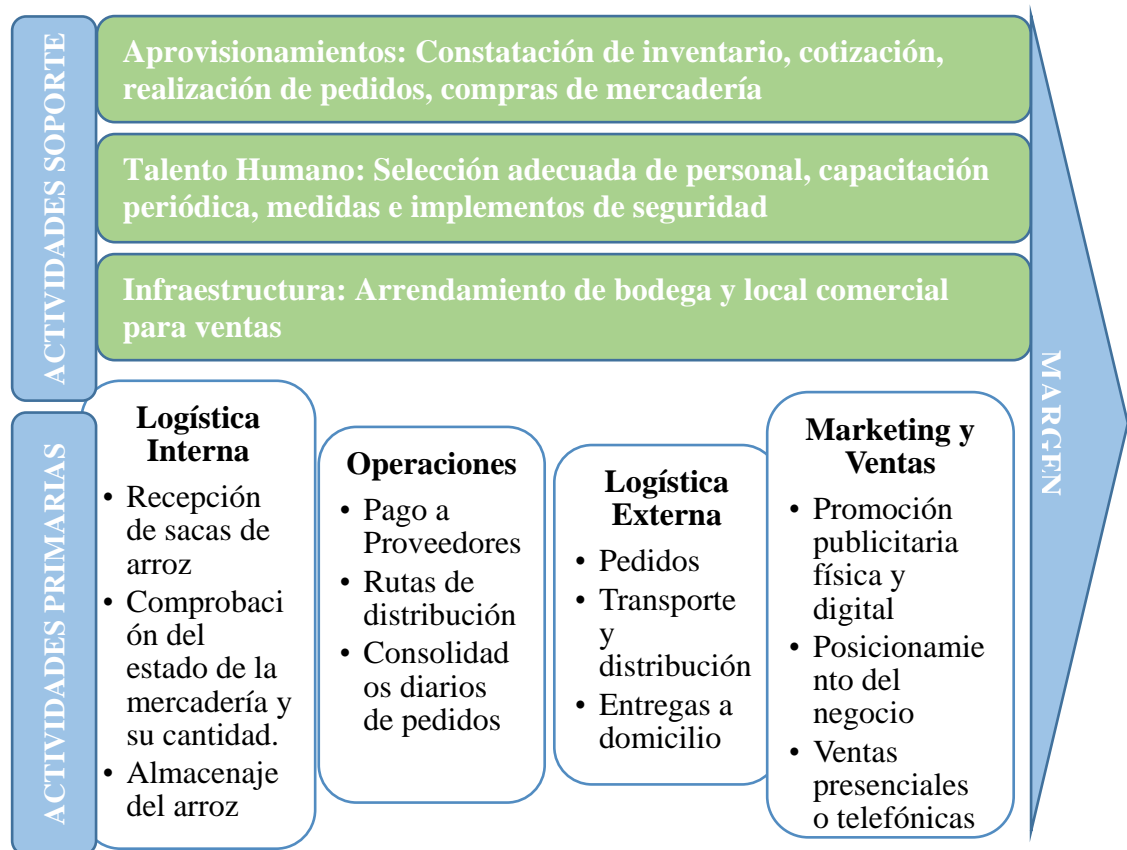 ACTIVIDADES SOPORTE
Aprovisionamientos: Constatación de inventario, cotización,
realización de pedidos, compras de mercadería
Talento Humano: Selección adecuada de personal, capacitación
periódica, medidas e implementos de seguridad
Infraestructura: Arrendamiento de bodega y local comercial
para ventas
ACTIVIDADES PRIMARIAS
Logística
Interna
• Recepción
de sacas de
arroz
• Comprobaci
ón del
estado de la
mercadería y
su cantidad.
• Almacenaje
del arroz
Operaciones
• Pago a
Proveedores
• Rutas de
distribución
• Consolidad
os diarios
de pedidos
Logística
Externa
• Pedidos
• Transporte
y
distribución
• Entregas a
domicilio
Marketing y
Ventas
• Promoción
publicitaria
física y
digital
• Posicionamie
nto del
negocio
• Ventas
presenciales
o telefónicas
MARGEN